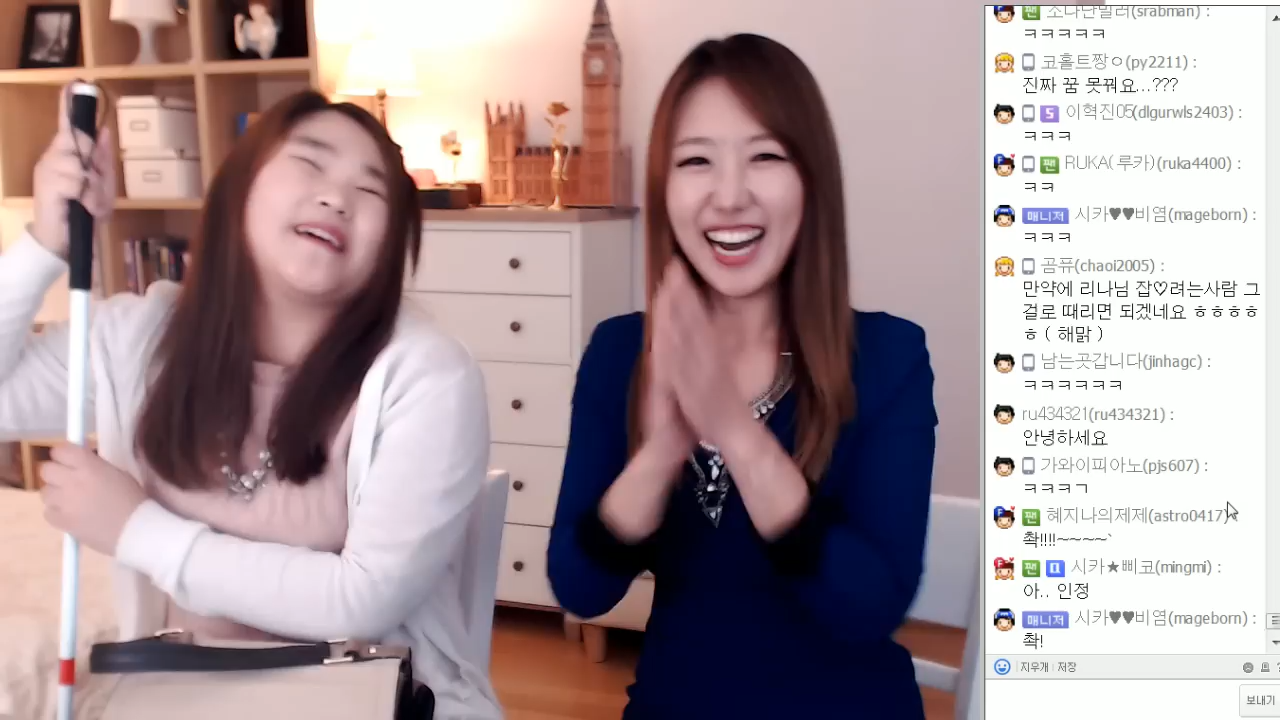 팬 소나난밀러(srabman) :
ㅋㅋㅋㅋㅋ
코홀트짱ㅇ(py2211) :
진짜 꿈 못꿔요...???
S 이혁진05(dlgurwls2403) :
ㅋㅋㅋ
팬 RUKA(루카)(ruka4400) :
ㅋㅋ
매니저 시카♥♥비염(mageborn) :
ㅋㅋㅋ
곰퓨(chaoi2005) :
만약에 리나님 잡♡려는사람 그
걸로 때리면 되겠네요 ㅎㅎㅎㅎ
ㅎ ( 해맑 )
남는곳갑니다(jinhagc) :
ㅋㅋㅋㅋㅋㅋ
ru434321(ru434321) :
안녕하세요
가와이피아노(pjs607) :
ㅋㅋㅋㄱ
팬 혜지나의제제(astro0417)
촥!!!!~~~~`
팬 α 시카★삐코(mingmi) :
아.. 인정
매니저 시카♥♥비염(mageborn) :
촥!
지우개 | 저장
보내기